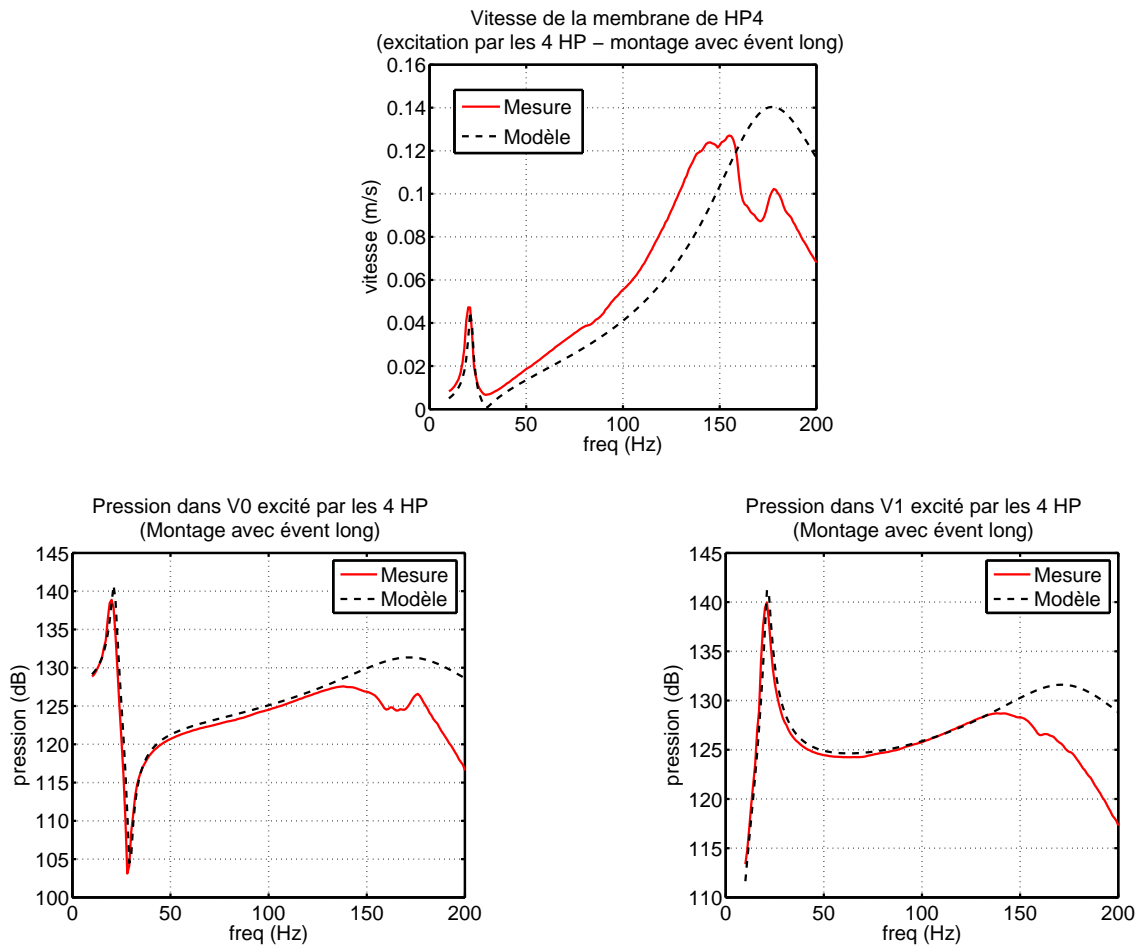 Vitesse de la membrane de HP4
(excitation par les 4 HP − montage avec évent long)
0.16
0.14
0.12
0.1
0.08
0.06
0.04
0.02
0
vitesse (m/s)
Mesure
Modèle
0 50 100 150 200
freq (Hz)
Pression dans V0 excité par les 4 HP
(Montage avec évent long)
145
140
135
130
125
120
115
110
105
100
pression (dB)
Mesure
Modèle
0 50 100 150 200
freq (Hz)
Pression dans V1 excité par les 4 HP
(Montage avec évent long)
145
140
135
130
125
120
115
110
pression (dB)
Mesure
Modèle
0 50 100 150 200
freq (Hz)